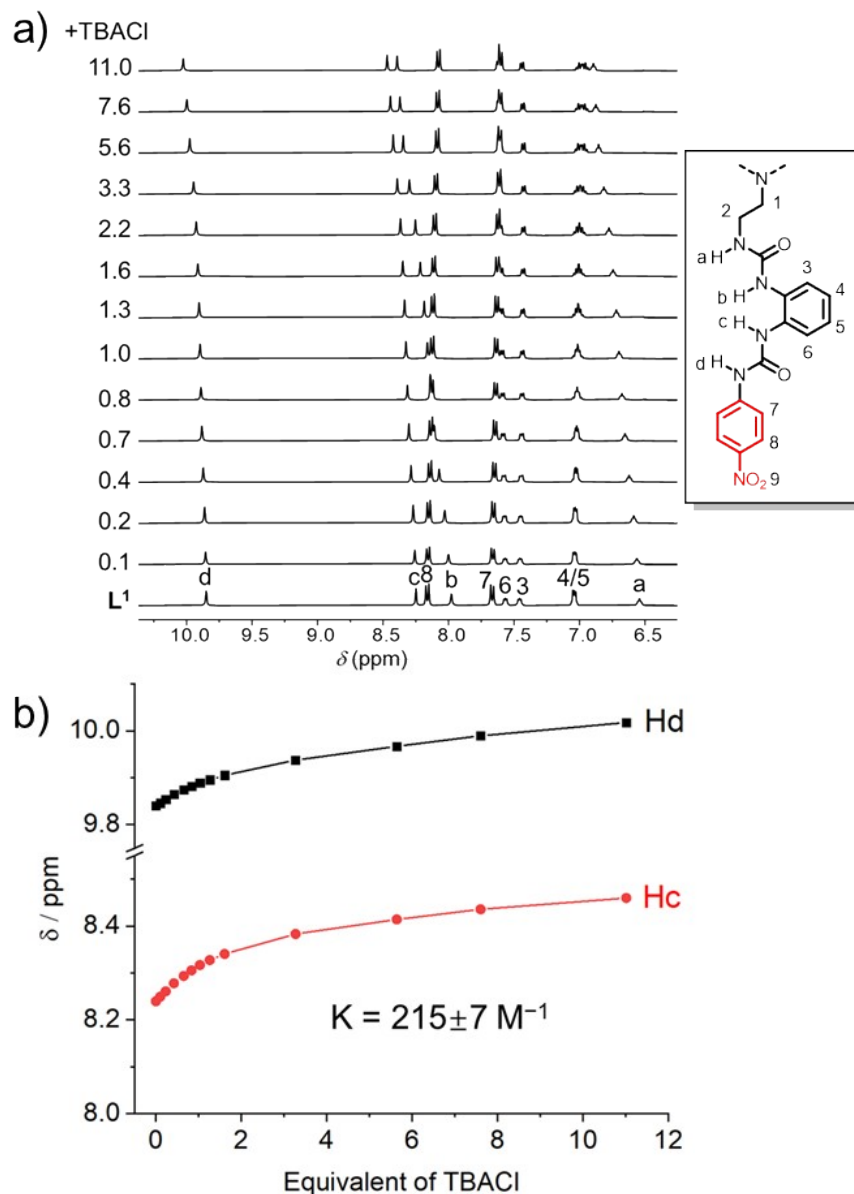 a) +TBACl
11.0
7.6
5.6
3.3
2.2
1.6
1.3
1.0
0.8
0.7
0.4
0.2
0.1
d c 8 b 7 6 3 4/5 a
L¹
10.0 9.5 9.0 8.5 8.0 7.5 7.0 6.5
δ (ppm)
N
1
2
a H N O
3
b H N 4
c H N 5
6
d H N O
7
8
NO₂ 9
b)
10.0 Hd
9.8
δ / ppm
8.4 Hc
8.2
K = 215±7 M⁻¹
8.0
0 2 4 6 8 10 12
Equivalent of TBACl